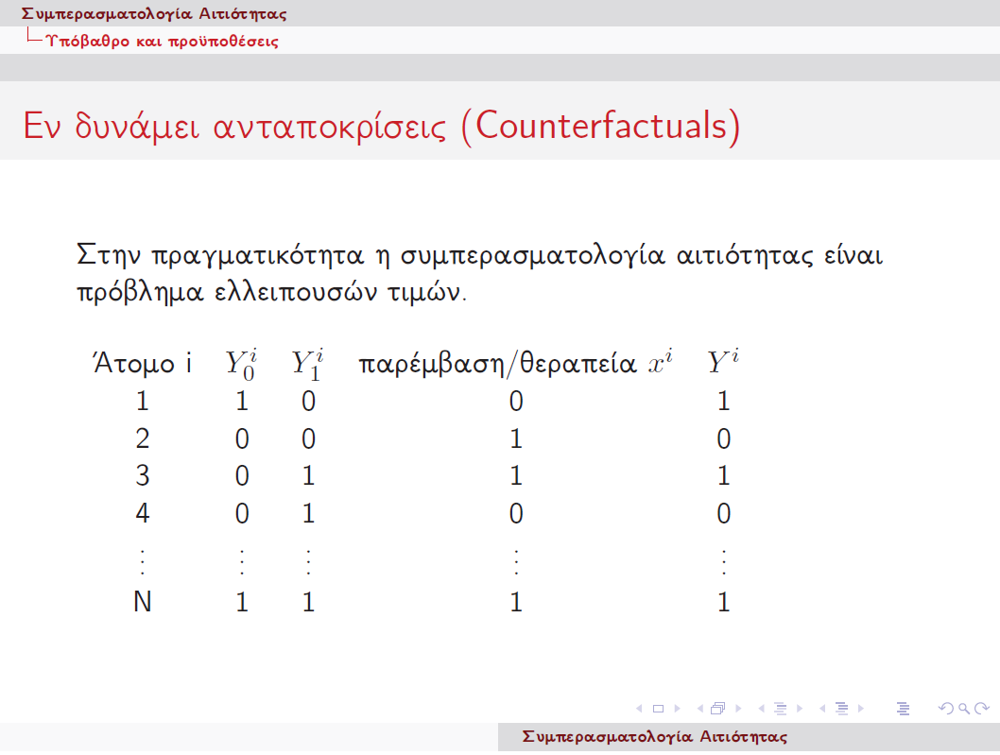 Συμπερασματολογία Αιτιότητας
Υπόβαθρο και προϋποθέσεις
Εν δυνάμει ανταποκρίσεις (Counterfactuals)
Στην πραγματικότητα η συμπερασματολογία αιτιότητας είναι
πρόβλημα ελλειπουσών τιμών.
Άτομο i Y_0^i Y_1^i παρέμβαση/θεραπεία x^i Y^i
1 1 0 0 1
2 0 0 1 0
3 0 1 1 1
4 0 1 0 0
⋮ ⋮ ⋮ ⋮ ⋮
N 1 1 1 1
Συμπερασματολογία Αιτιότητας